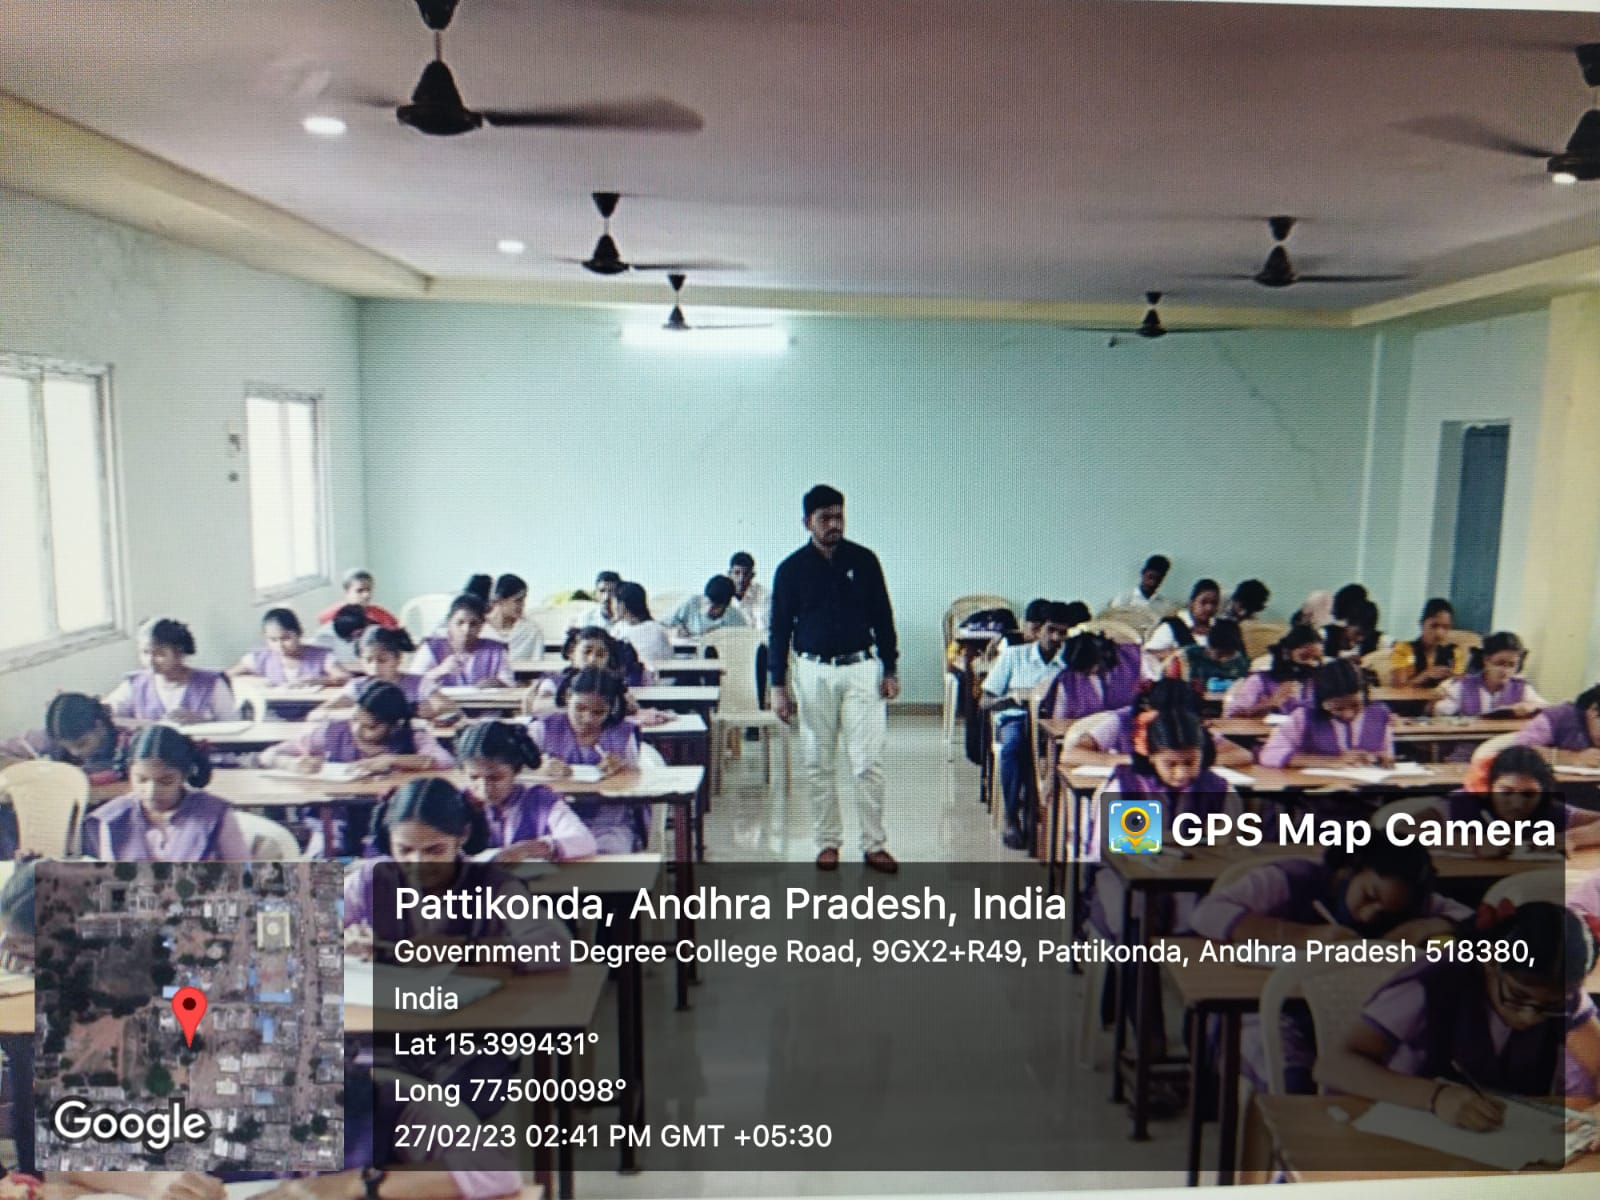 GPS Map Camera
Pattikonda, Andhra Pradesh, India
Government Degree College Road, 9GX2+R49, Pattikonda, Andhra Pradesh 518380,
India
Lat 15.399431°
Long 77.500098°
27/02/23 02:41 PM GMT +05:30
Google